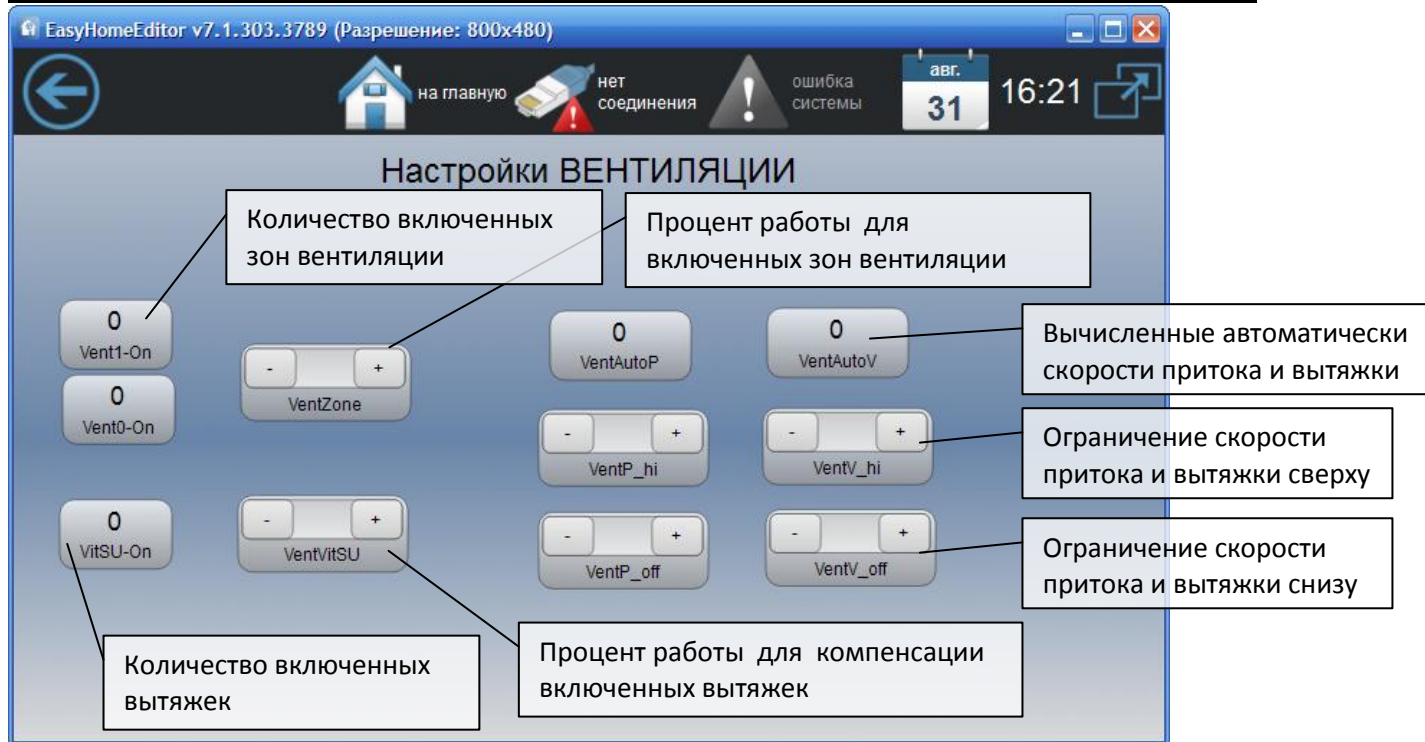 EasyHomeEditor v7.1.303.3789 (Разрешение: 800x480)
на главную
нет
соединения
ошибка
системы
авг.
31
16:21
Настройки ВЕНТИЛЯЦИИ
Количество включенных
зон вентиляции
Процент работы для
включенных зон вентиляции
0
Vent1-On
0
Vent0-On
- +
VentZone
0
VentAutoP
0
VentAutoV
Вычисленные автоматически
скорости притока и вытяжки
- +
VentP_hi
- +
VentV_hi
Ограничение скорости
притока и вытяжки сверху
0
VitSU-On
- +
VentVitSU
- +
VentP_off
- +
VentV_off
Ограничение скорости
притока и вытяжки снизу
Количество включенных
вытяжек
Процент работы для компенсации
включенных вытяжек